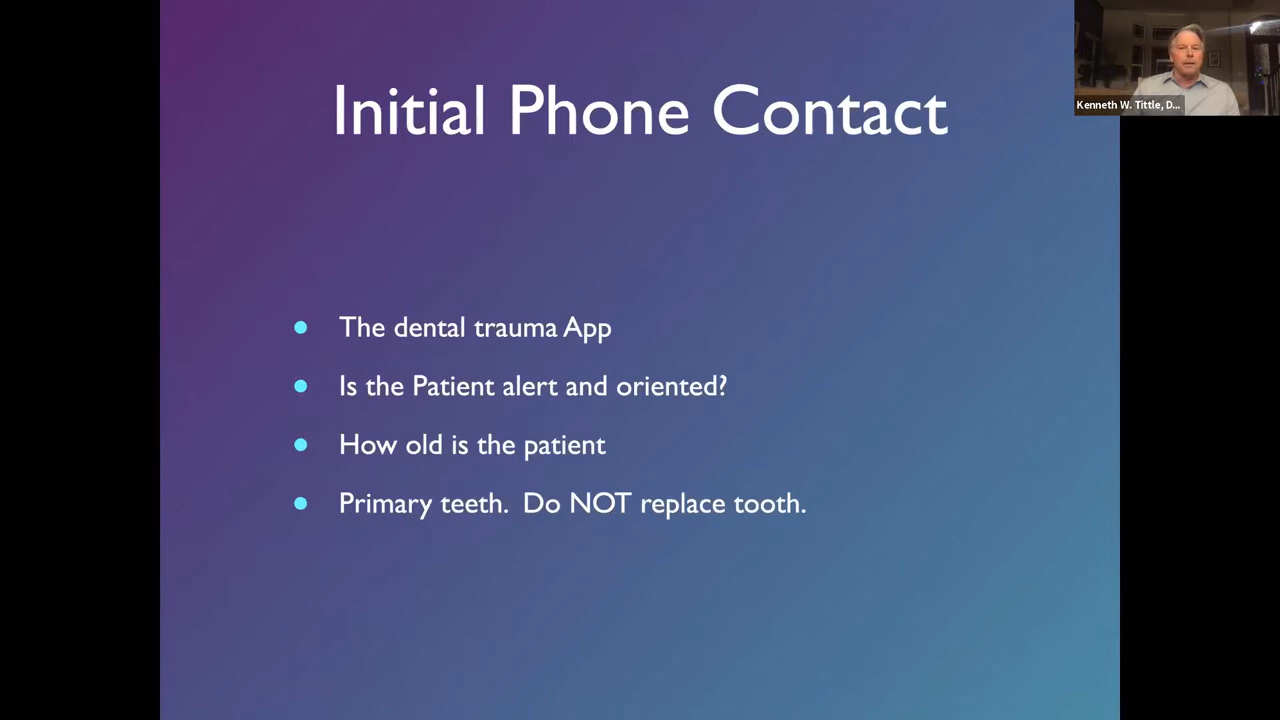 Initial Phone Contact
Kenneth W. Tittle, D...
The dental trauma App
Is the Patient alert and oriented?
How old is the patient
Primary teeth. Do NOT replace tooth.